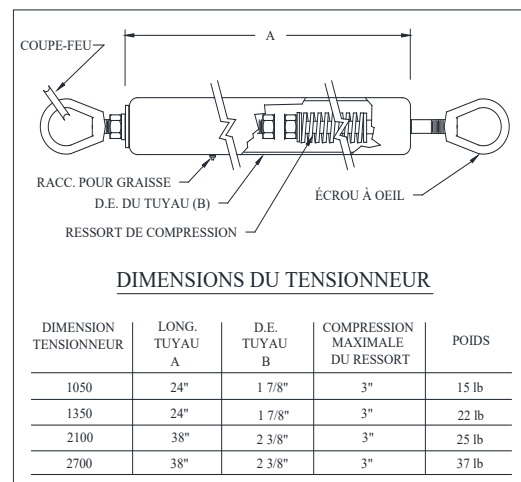 A
COUPE-FEU
RACC. POUR GRAISSE
D.E. DU TUYAU (B)
ÉCROU À OEIL
RESSORT DE COMPRESSION
DIMENSIONS DU TENSIONNEUR
DIMENSION TENSIONNEUR | LONG. TUYAU A | D.E. TUYAU B | COMPRESSION MAXIMALE DU RESSORT | POIDS
1050 24" 1 7/8" 3" 15 lb
1350 24" 1 7/8" 3" 22 lb
2100 38" 2 3/8" 3" 25 lb
2700 38" 2 3/8" 3" 37 lb